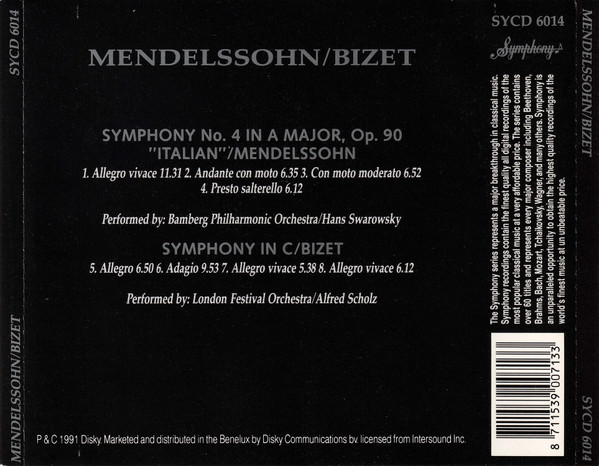 SYCD 6014
MENDELSSOHN/BIZET
MENDELSSOHN/BIZET
SYMPHONY No. 4 IN A MAJOR, Op. 90
"ITALIAN"/MENDELSSOHN
1. Allegro vivace 11.31 2. Andante con moto 6.35 3. Con moto moderato 6.52
4. Presto salterello 6.12
Performed by: Bamberg Philharmonic Orchestra/Hans Swarowsky
SYMPHONY IN C/BIZET
5. Allegro 6.50 6. Adagio 9.53 7. Allegro vivace 5.38 8. Allegro vivace 6.12
Performed by: London Festival Orchestra/Alfred Scholz
P & C 1991 Disky. Marketed and distributed in the Benelux by Disky Communications bv. licensed from Intersound Inc.
SYCD 6014
Symphony
The Symphony series represents a major breakthrough in classical music.
Symphony recordings contain the finest quality all digital recordings of the
most popular classical music at a very affordable price. The series contains
over 60 titles and represents every major composer including Beethoven,
Brahms, Bach, Mozart, Tchaikovsky, Wagner, and many others. Symphony is
an unparalleled opportunity to obtain the highest quality recordings of the
world's finest music at un unbeatable price.
8 711539 007133
MENDELSSOHN/BIZET
SYCD 6014